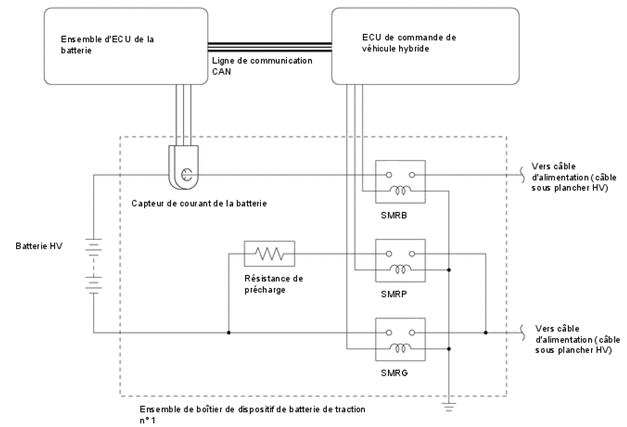 Ensemble d'ECU de la
batterie
ECU de commande de
véhicule hybride
Ligne de communication
CAN
Vers câble
d'alimentation (câble
sous plancher HV)
Capteur de courant de la batterie
SMRB
Batterie HV
Résistance de
précharge
SMRP
Vers câble
d'alimentation (câble
sous plancher HV)
SMRG
Ensemble de boîtier de dispositif de batterie de traction
n° 1